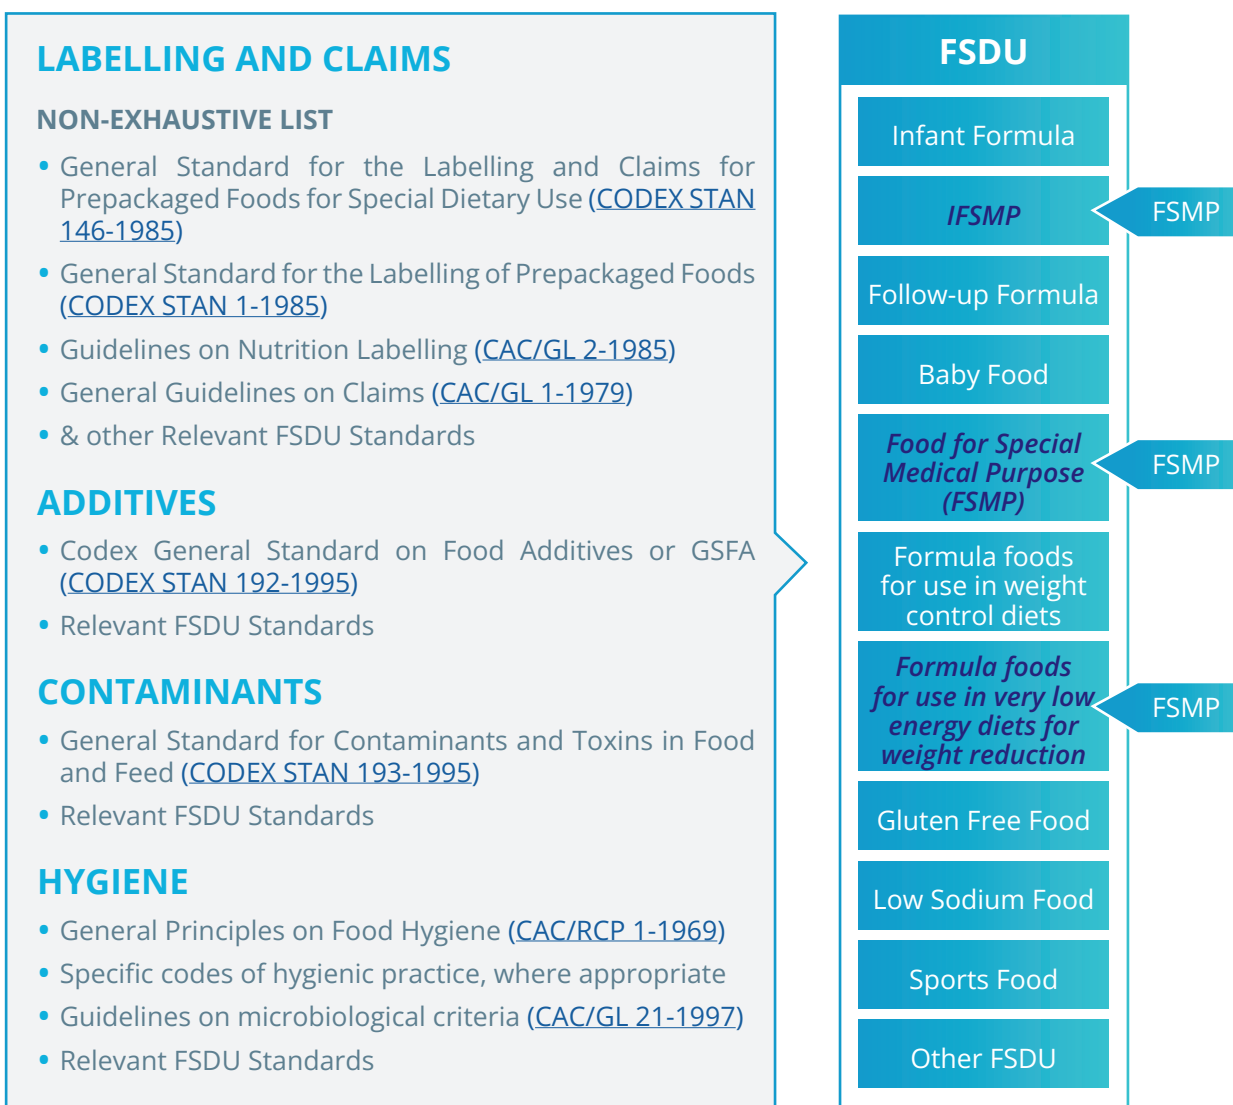 LABELLING AND CLAIMS
NON-EXHAUSTIVE LIST
• General Standard for the Labelling and Claims for
Prepackaged Foods for Special Dietary Use (CODEX STAN
146-1985)
• General Standard for the Labelling of Prepackaged Foods
(CODEX STAN 1-1985)
• Guidelines on Nutrition Labelling (CAC/GL 2-1985)
• General Guidelines on Claims (CAC/GL 1-1979)
• & other Relevant FSDU Standards
ADDITIVES
• Codex General Standard on Food Additives or GSFA
(CODEX STAN 192-1995)
• Relevant FSDU Standards
CONTAMINANTS
• General Standard for Contaminants and Toxins in Food
and Feed (CODEX STAN 193-1995)
• Relevant FSDU Standards
HYGIENE
• General Principles on Food Hygiene (CAC/RCP 1-1969)
• Specific codes of hygienic practice, where appropriate
• Guidelines on microbiological criteria (CAC/GL 21-1997)
• Relevant FSDU Standards
FSDU
Infant Formula
IFSMP
FSMP
Follow-up Formula
Baby Food
Food for Special
Medical Purpose
(FSMP)
FSMP
Formula foods
for use in weight
control diets
Formula foods
for use in very low
energy diets for
weight reduction
FSMP
Gluten Free Food
Low Sodium Food
Sports Food
Other FSDU